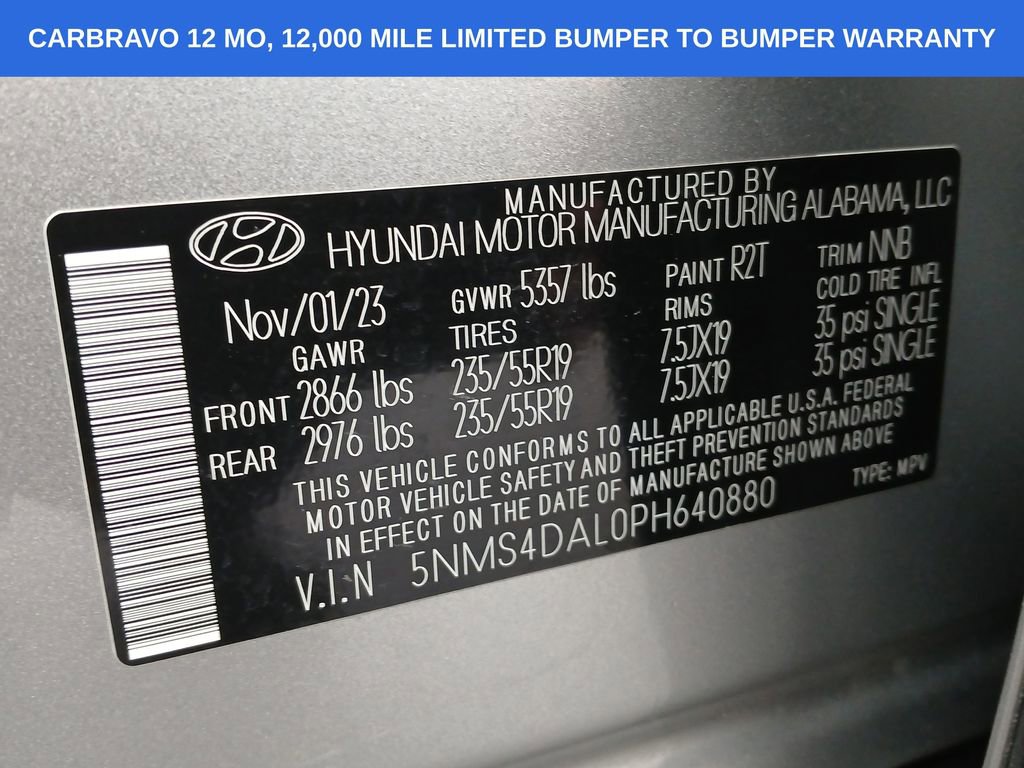 CARBRAVO 12 MO, 12,000 MILE LIMITED BUMPER TO BUMPER WARRANTY
MANUFACTURED BY
HYUNDAI MOTOR MANUFACTURING ALABAMA, LLC
Nov/01/23 GVWR 5357 lbs PAINT R2T TRIM NNB
GAWR TIRES RIMS COLD TIRE INFL
FRONT 2866 lbs 235/55R19 7.5JX19 35 psi SINGLE
REAR 2976 lbs 235/55R19 7.5JX19 35 psi SINGLE
THIS VEHICLE CONFORMS TO ALL APPLICABLE U.S.A. FEDERAL
MOTOR VEHICLE SAFETY AND THEFT PREVENTION STANDARDS
IN EFFECT ON THE DATE OF MANUFACTURE SHOWN ABOVE
V.I.N 5NMS4DAL0PH640880 TYPE: MPV